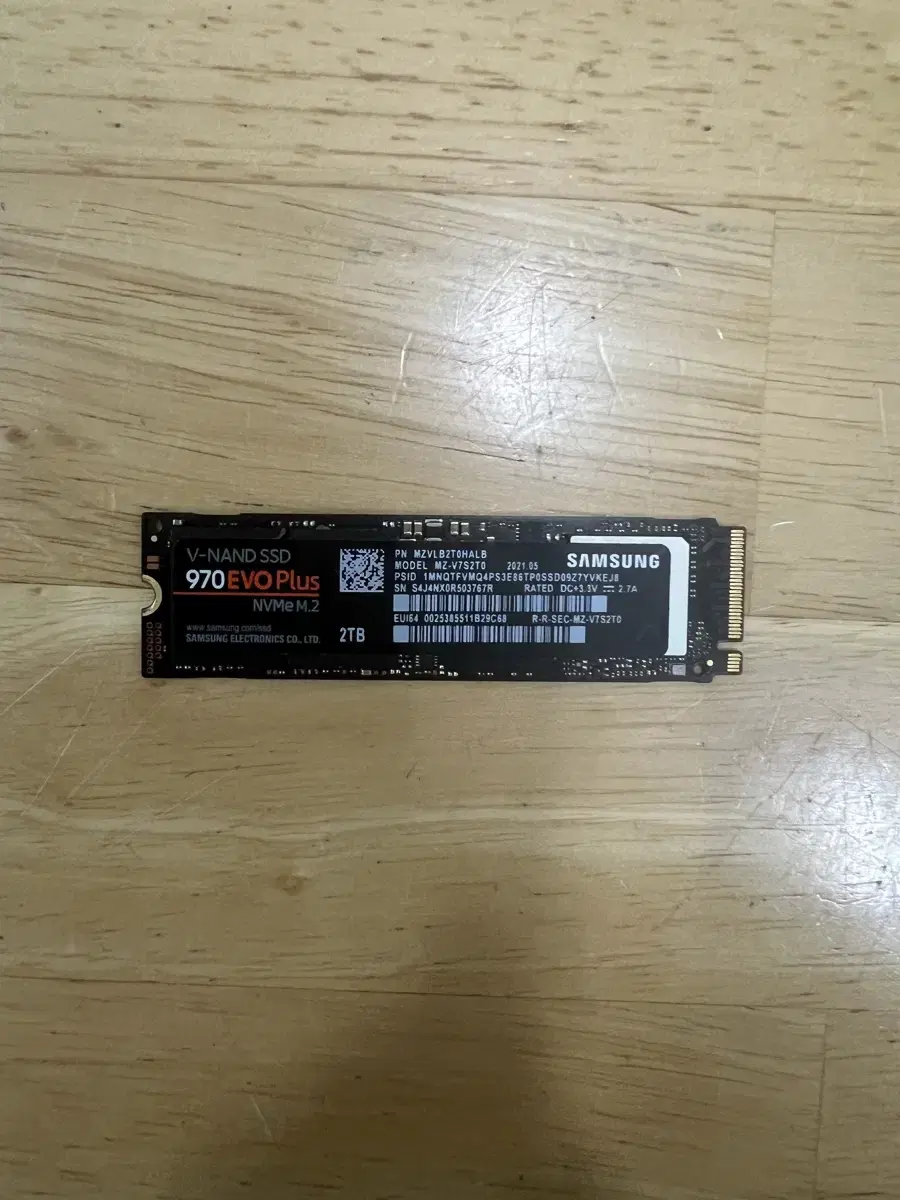 V-NAND SSD
970 EVO Plus
NVMe M.2
www.samsung.com/ssd
SAMSUNG ELECTRONICS CO., LTD.
2TB
PN MZVLB2T0HALB
MODEL MZ-V7S2T0 2021.05
PSID 1MNQTFVMQ4PS3E86TP0SSD09Z7YVKEJ8
SN S4J4NX0R503767R RATED DC+3.3V ⎓ 2.7A
EUI64 0025385511B29C68 R-R-SEC-MZ-V7S2T0
SAMSUNG